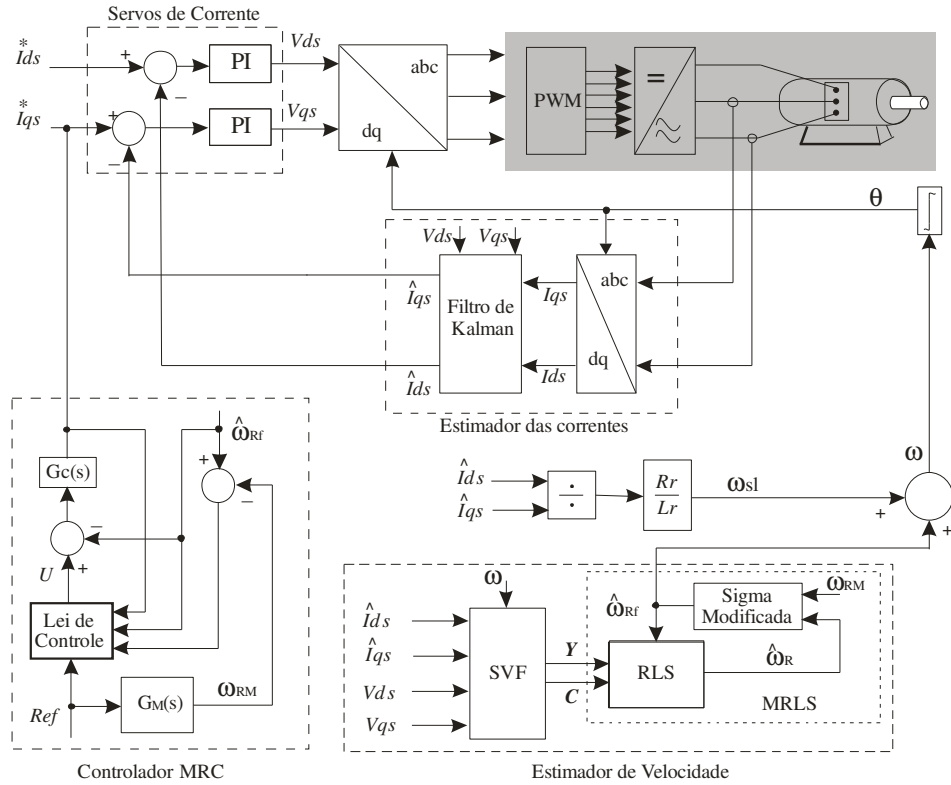 Servos de Corrente
*
Ids
+
−
PI
Vds
abc
dq
PWM
=
*
Iqs
+
−
PI
Vqs
θ
Vds
Vqs
Îqs
Filtro de
Kalman
Iqs
abc
Îds
Ids
dq
Estimador das correntes
ω̂Rf
+
−
Gc(s)
−
U
+
Lei de
Controle
Ref
GM(s)
ωRM
Controlador MRC
Îds
Îqs
÷
Rr
Lr
ωsl
+
ω
+
ω
Îds
Îqs
Vds
Vqs
SVF
Y
C
ω̂Rf
RLS
Sigma
Modificada
ωRM
ω̂R
MRLS
Estimador de Velocidade